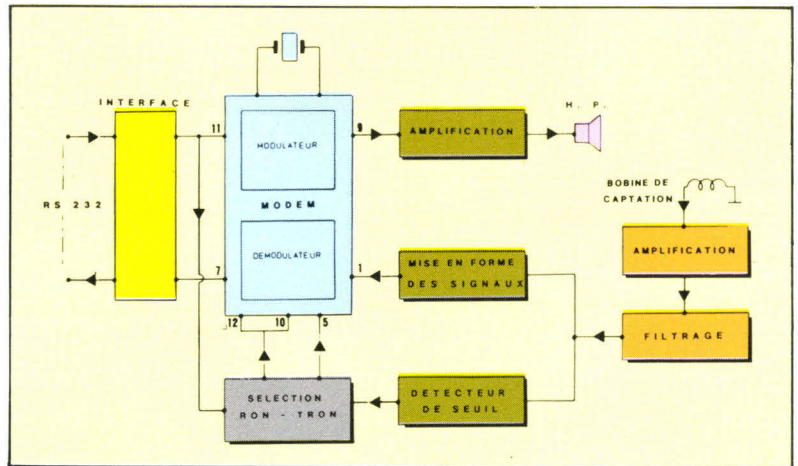 INTERFACE
RS 232
11
MODULATEUR
MODEM
DEMODULATEUR
7
12
10
5
9
1
AMPLIFICATION
H. P.
BOBINE DE
CAPTATION
AMPLIFICATION
MISE EN FORME
DES SIGNAUX
FILTRAGE
SELECTION
RON - TRON
DETECTEUR
DE SEUIL